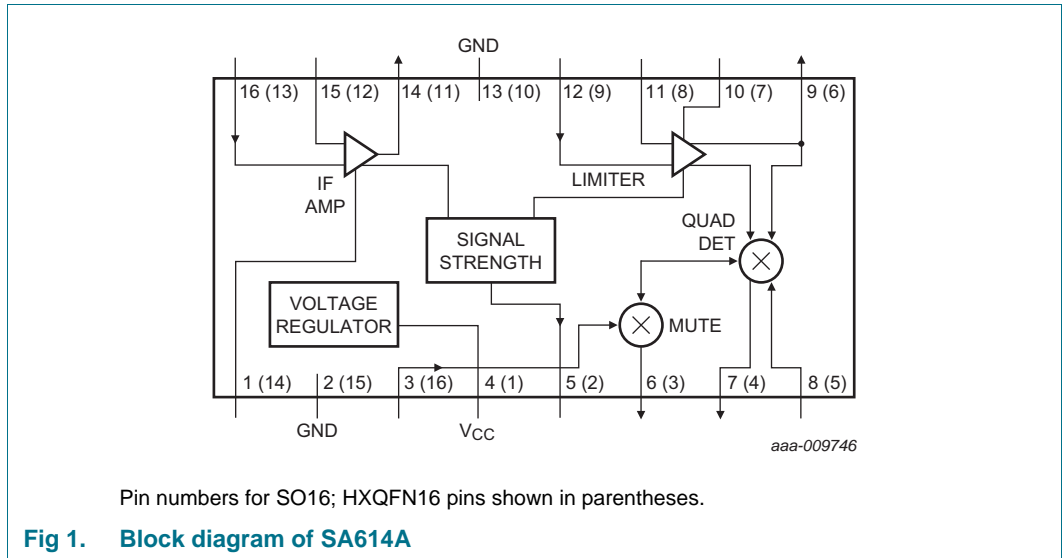 GND
16 (13)
15 (12)
14 (11)
13 (10)
12 (9)
11 (8)
10 (7)
9 (6)
IF
AMP
LIMITER
QUAD
DET
SIGNAL
STRENGTH
VOLTAGE
REGULATOR
MUTE
1 (14)
2 (15)
3 (16)
4 (1)
5 (2)
6 (3)
7 (4)
8 (5)
GND
VCC
aaa-009746
Pin numbers for SO16; HXQFN16 pins shown in parentheses.
Fig 1. Block diagram of SA614A